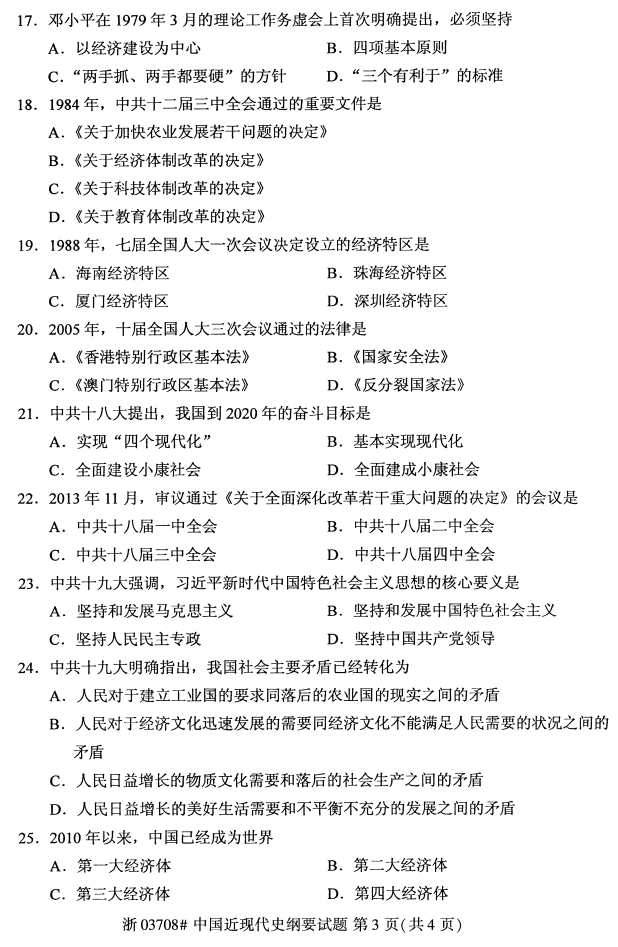 17．邓小平在 1979 年 3 月的理论工作务虚会上首次明确提出，必须坚持
A．以经济建设为中心 B．四项基本原则
C．“两手抓、两手都要硬”的方针 D．“三个有利于”的标准
18．1984 年，中共十二届三中全会通过的重要文件是
A．《关于加快农业发展若干问题的决定》
B．《关于经济体制改革的决定》
C．《关于科技体制改革的决定》
D．《关于教育体制改革的决定》
19．1988 年，七届全国人大一次会议决定设立的经济特区是
A．海南经济特区 B．珠海经济特区
C．厦门经济特区 D．深圳经济特区
20．2005 年，十届全国人大三次会议通过的法律是
A．《香港特别行政区基本法》 B．《国家安全法》
C．《澳门特别行政区基本法》 D．《反分裂国家法》
21．中共十八大提出，我国到 2020 年的奋斗目标是
A．实现“四个现代化” B．基本实现现代化
C．全面建设小康社会 D．全面建成小康社会
22．2013 年 11 月，审议通过《关于全面深化改革若干重大问题的决定》的会议是
A．中共十八届一中全会 B．中共十八届二中全会
C．中共十八届三中全会 D．中共十八届四中全会
23．中共十九大强调，习近平新时代中国特色社会主义思想的核心要义是
A．坚持和发展马克思主义 B．坚持和发展中国特色社会主义
C．坚持人民民主专政 D．坚持中国共产党领导
24．中共十九大明确指出，我国社会主要矛盾已经转化为
A．人民对于建立工业国的要求同落后的农业国的现实之间的矛盾
B．人民对于经济文化迅速发展的需要同经济文化不能满足人民需要的状况之间的
矛盾
C．人民日益增长的物质文化需要和落后的社会生产之间的矛盾
D．人民日益增长的美好生活需要和不平衡不充分的发展之间的矛盾
25．2010 年以来，中国已经成为世界
A．第一大经济体 B．第二大经济体
C．第三大经济体 D．第四大经济体
浙 03708# 中国近现代史纲要试题 第 3 页(共 4 页)